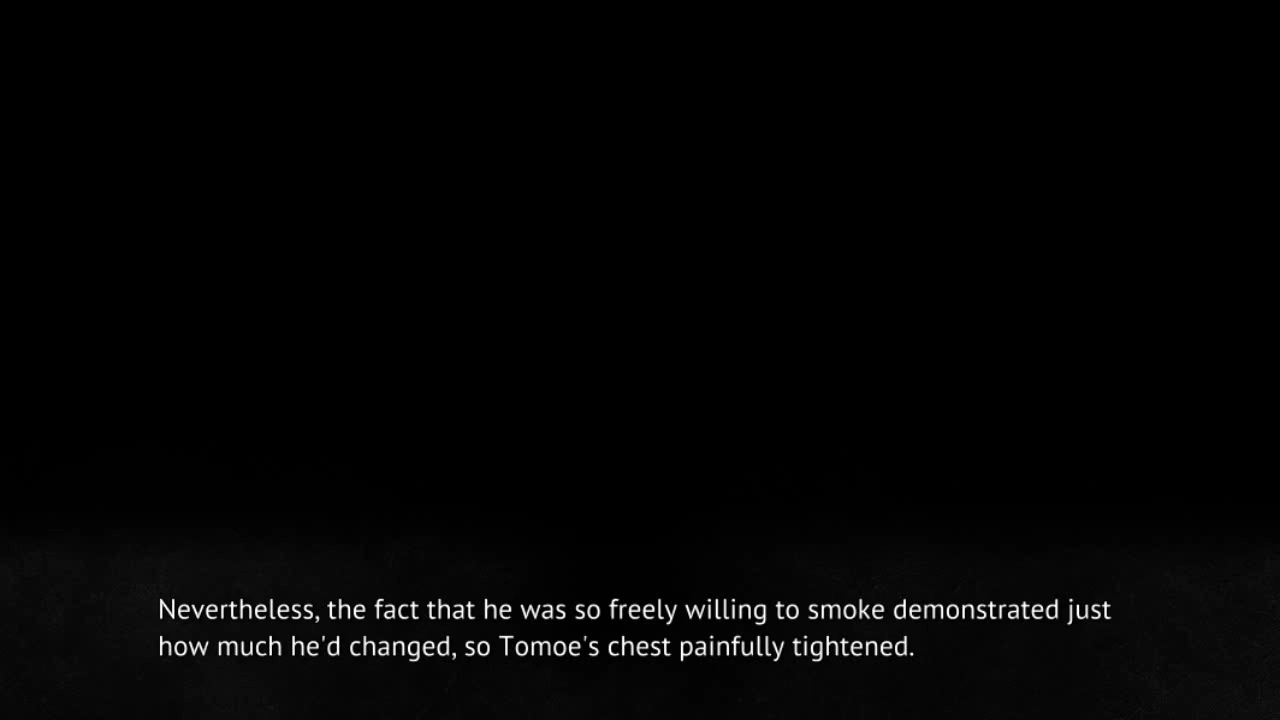 Nevertheless, the fact that he was so freely willing to smoke demonstrated just
how much he'd changed, so Tomoe's chest painfully tightened.